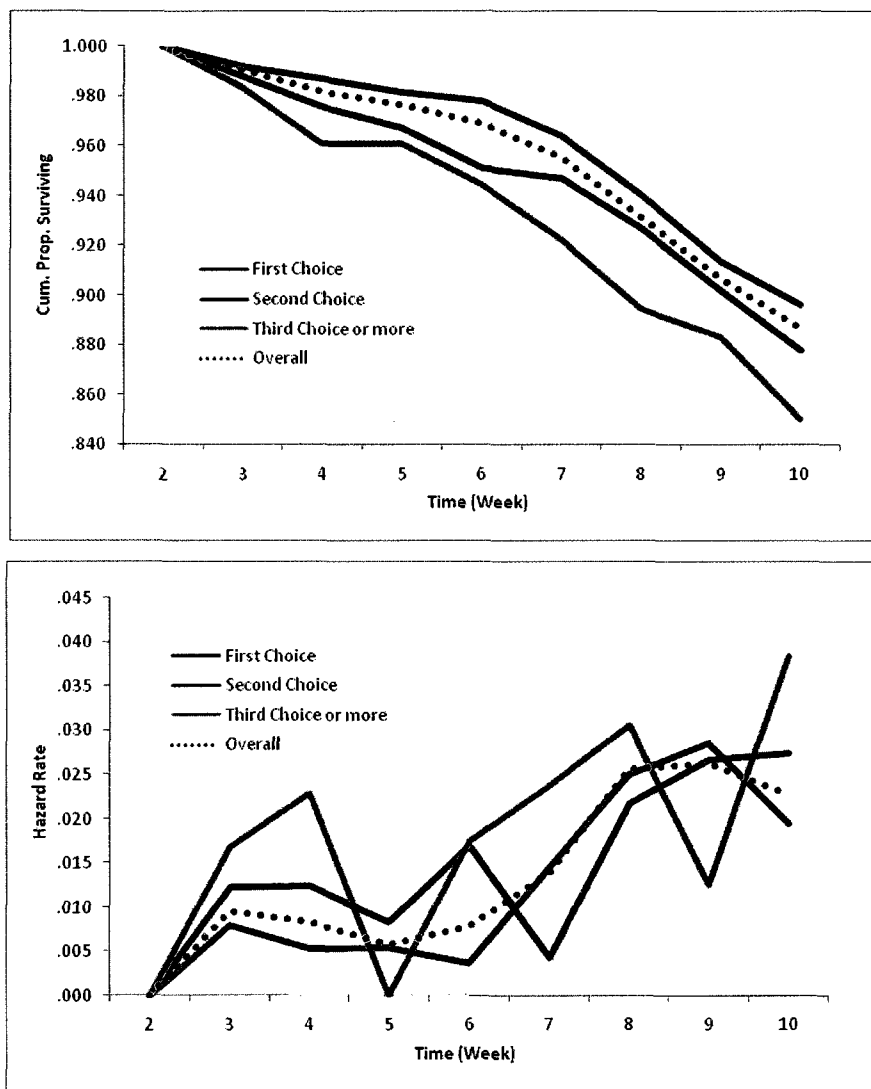 1.000
.980
.960
.940
.920
.900
.880
.860
.840
Cum. Prop. Surviving
First Choice
Second Choice
Third Choice or more
Overall
2 3 4 5 6 7 8 9 10
Time (Week)
.045
.040
.035
.030
.025
.020
.015
.010
.005
.000
Hazard Rate
First Choice
Second Choice
Third Choice or more
Overall
2 3 4 5 6 7 8 9 10
Time (Week)